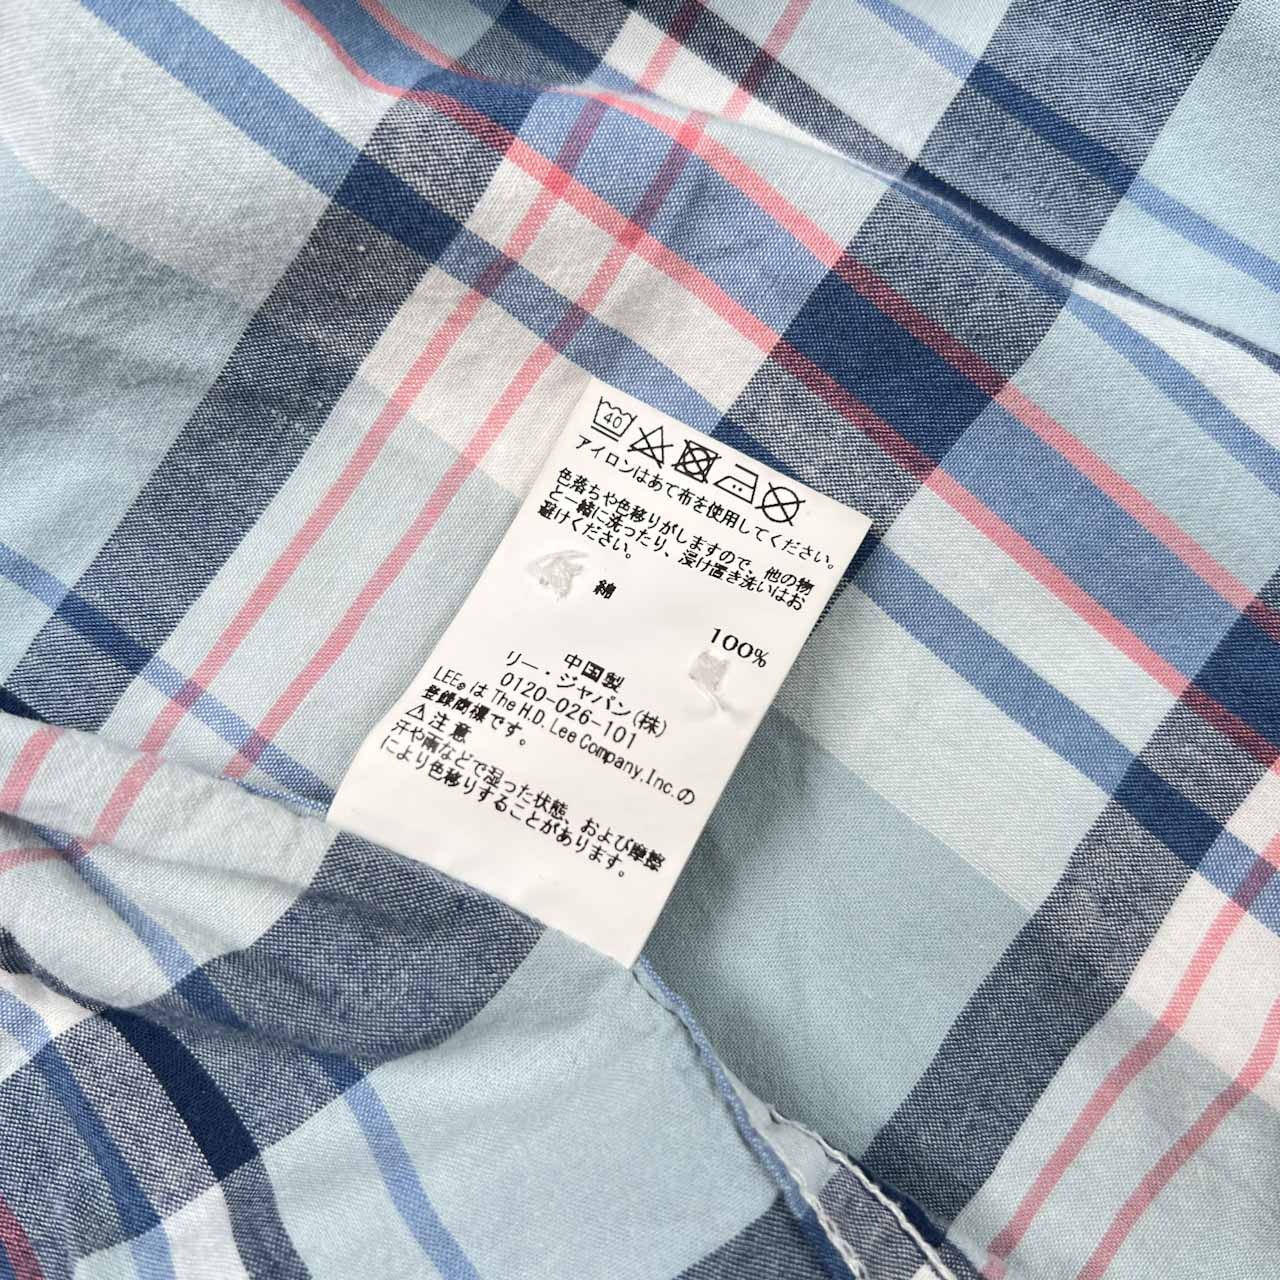 40
アイロンはあて布を使用してください。
色落ちや色移りがしますので、他の物
と一緒に洗ったり、浸け置き洗いはお
避けください。
綿
100%
中国製
リー・ジャパン(株)
0120-026-101
LEE®は The H.D. Lee Company, Inc.の
登録商標です。
⚠注意
汗や雨などで湿った状態、および摩擦
により色移りすることがあります。